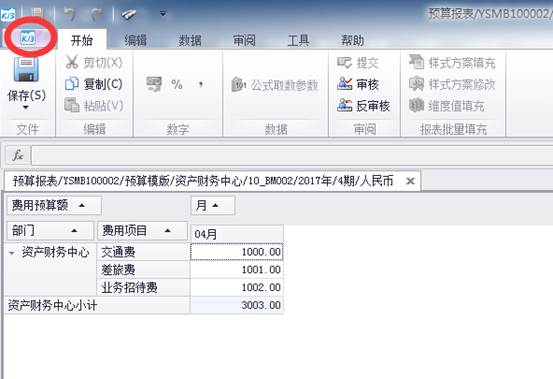 K/3
预算报表/YSMB100002/
K/3 开始 编辑 数据 审阅 工具 帮助
保存(S)
剪切(X)
复制(C)
粘贴(V)
%
,
公式取数参数
提交
审核
反审核
样式方案填充
样式方案修改
维度值填充
文件 编辑 数字 数据 审阅 报表批量填充
fx
预算报表/YSMB100002/预算模版/资产财务中心/10_BM002/2017年/4期/人民币 ×
费用预算额 月
部门 费用项目 04月
资产财务中心 交通费 1000.00
差旅费 1001.00
业务招待费 1002.00
资产财务中心小计 3003.00